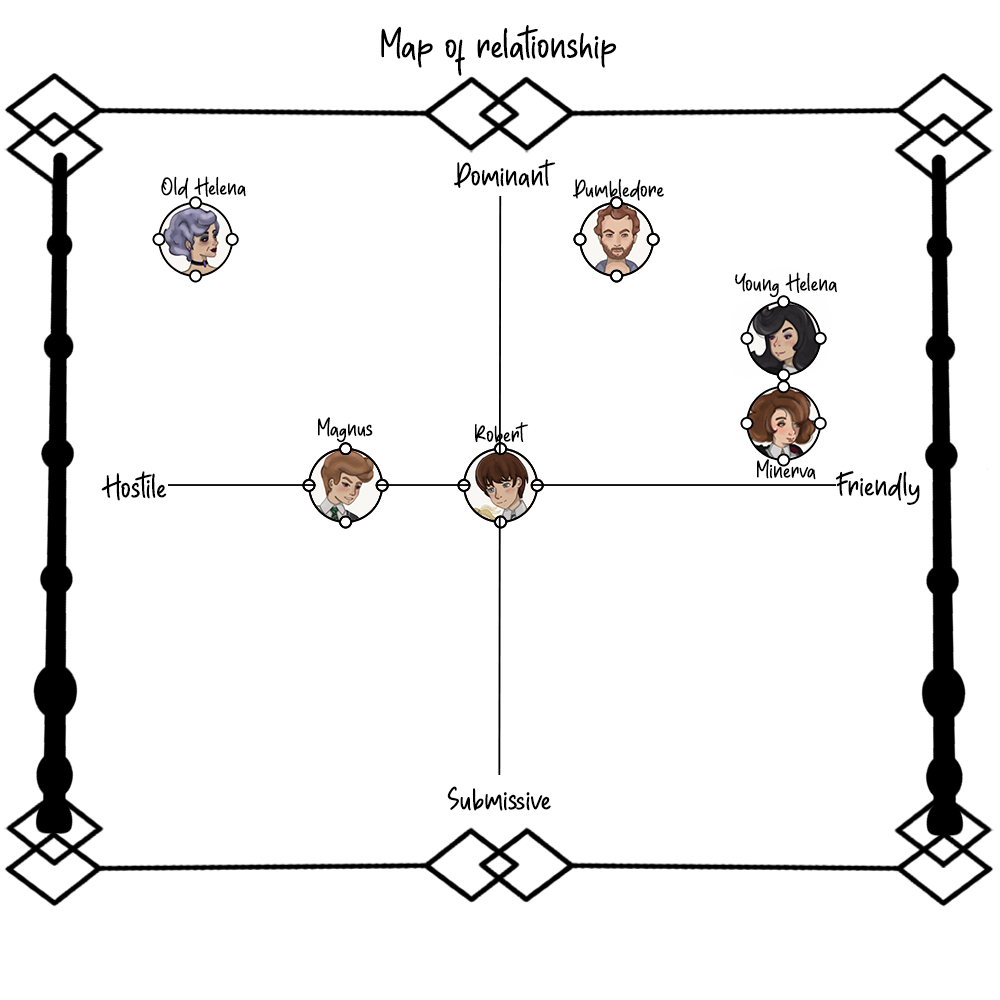 Map of relationship
Dominant
Old Helena
Dumbledore
Young Helena
Magnus
Robert
Minerva
Hostile
Friendly
Submissive